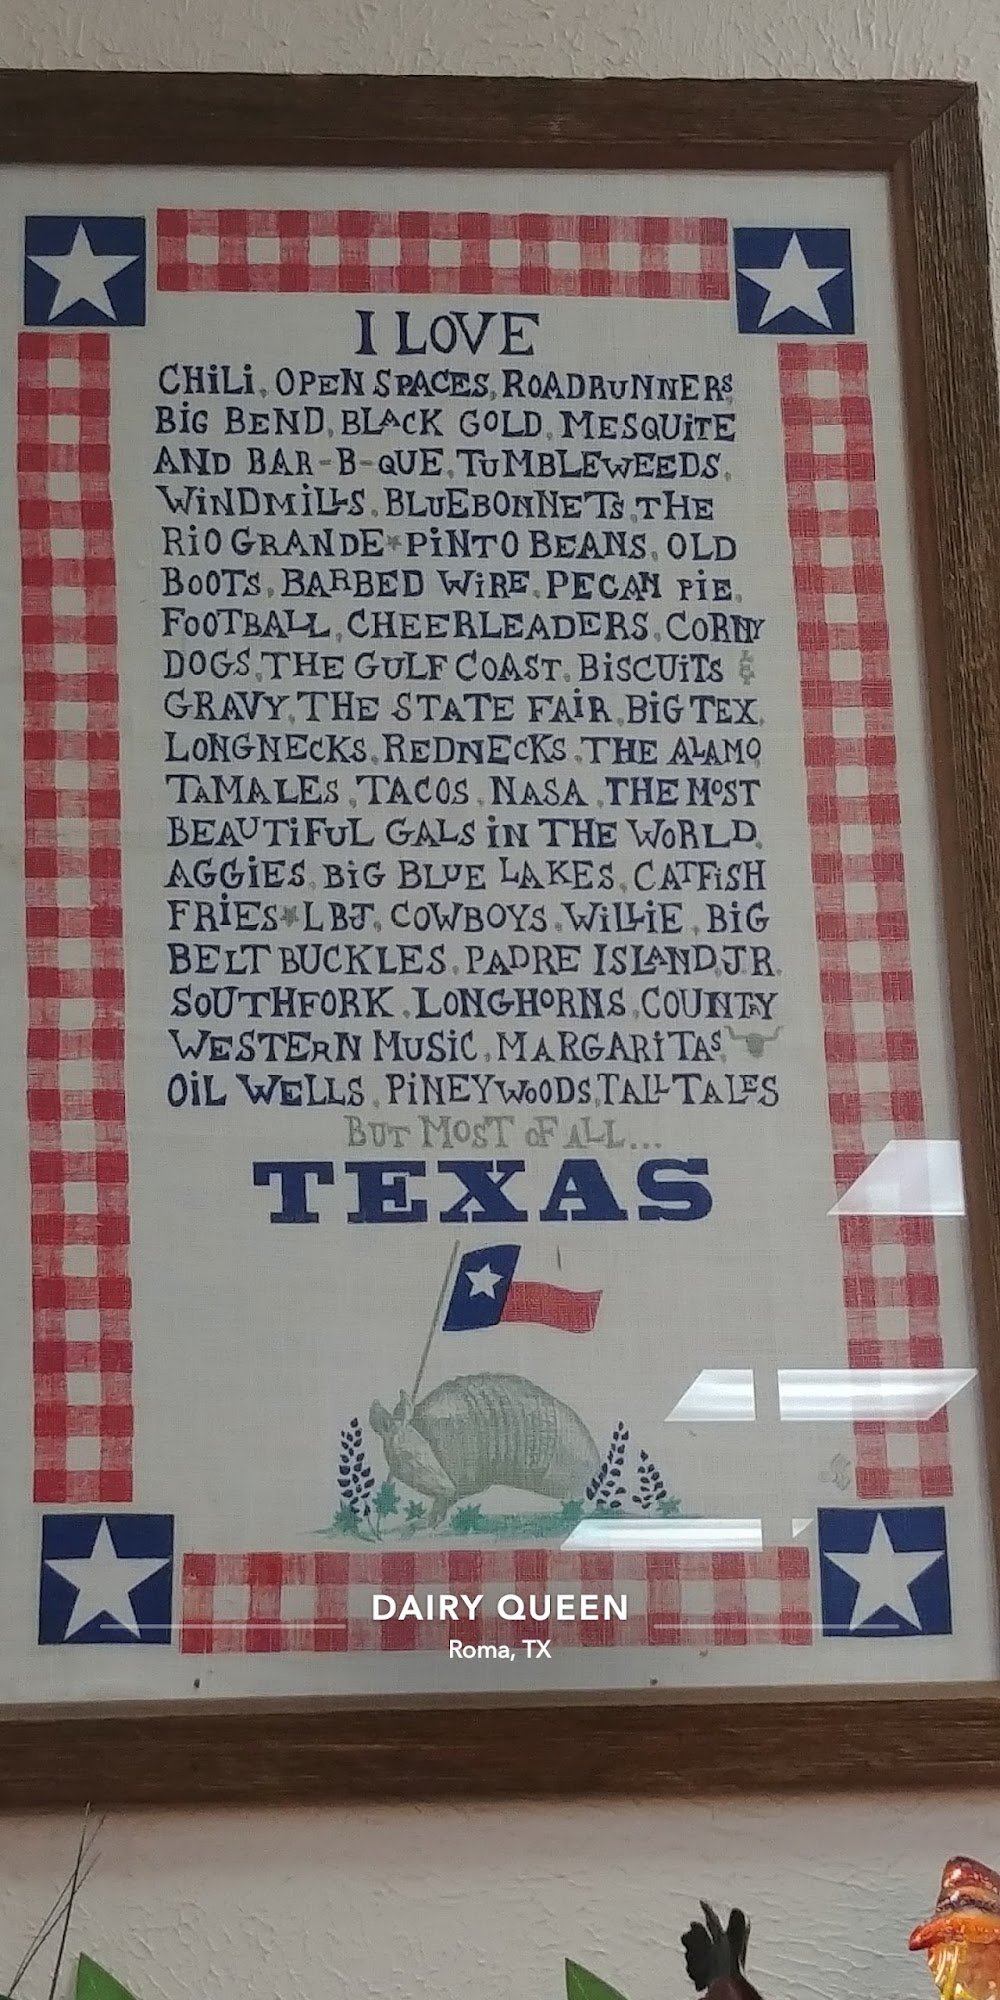 I LOVE
CHiLi, OPEN SPACES, ROADRUNNERS,
BiG BEND, BLACK GOLD, MESQUiTE
AND BAR-B-QUE, TUMBLEWEEDS,
WiNDMiLLS, BLUEBONNETS, THE
RiO GRANDE★PiNTO BEANS, OLD
BOOTS, BARBED WiRE, PECAN PiE,
FOOTBALL, CHEERLEADERS, CORNY
DOGS, THE GULF COAST, BiSCUiTS &
GRAVY, THE STATE FAiR, BiG TEX,
LONGNECKS, REDNECKS, THE ALAMO,
TAMALES, TACOS, NASA, THE MOST
BEAUTiFUL GALS iN THE WORLD,
AGGiES, BiG BLUE LAKES, CATFiSH
FRiES★LBJ, COWBOYS, WiLLiE, BiG
BELT BUCKLES, PADRE ISLAND, J.R.
SOUTHFORK, LONGHORNS, COUNTRY
WESTERN MUSiC, MARGARiTAS,
OiL WELLS, PiNEYWOODS, TALL TALES
BUT MOST OF ALL...
TEXAS
DAIRY QUEEN
Roma, TX